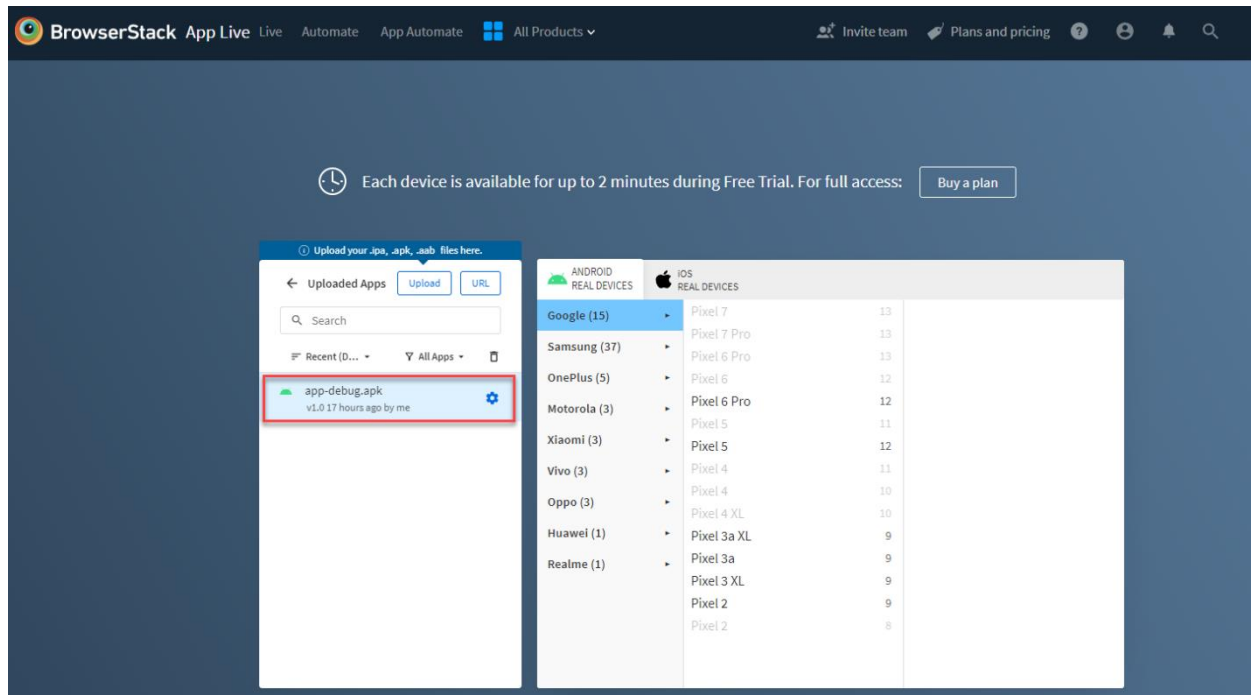 BrowserStack App Live Live Automate App Automate All Products Invite team Plans and pricing ?
Each device is available for up to 2 minutes during Free Trial. For full access: Buy a plan
Upload your .ipa, .apk, .aab files here.
Uploaded Apps Upload URL
Search
Recent (D... All Apps
app-debug.apk
v1.0 17 hours ago by me
ANDROID
REAL DEVICES
iOS
REAL DEVICES
Google (15)
Samsung (37)
OnePlus (5)
Motorola (3)
Xiaomi (3)
Vivo (3)
Oppo (3)
Huawei (1)
Realme (1)
Pixel 7 13
Pixel 7 Pro 13
Pixel 6 Pro 13
Pixel 6 12
Pixel 6 Pro 12
Pixel 5 11
Pixel 5 12
Pixel 4 11
Pixel 4 10
Pixel 4 XL 10
Pixel 3a XL 9
Pixel 3a 9
Pixel 3 XL 9
Pixel 2 9
Pixel 2 8